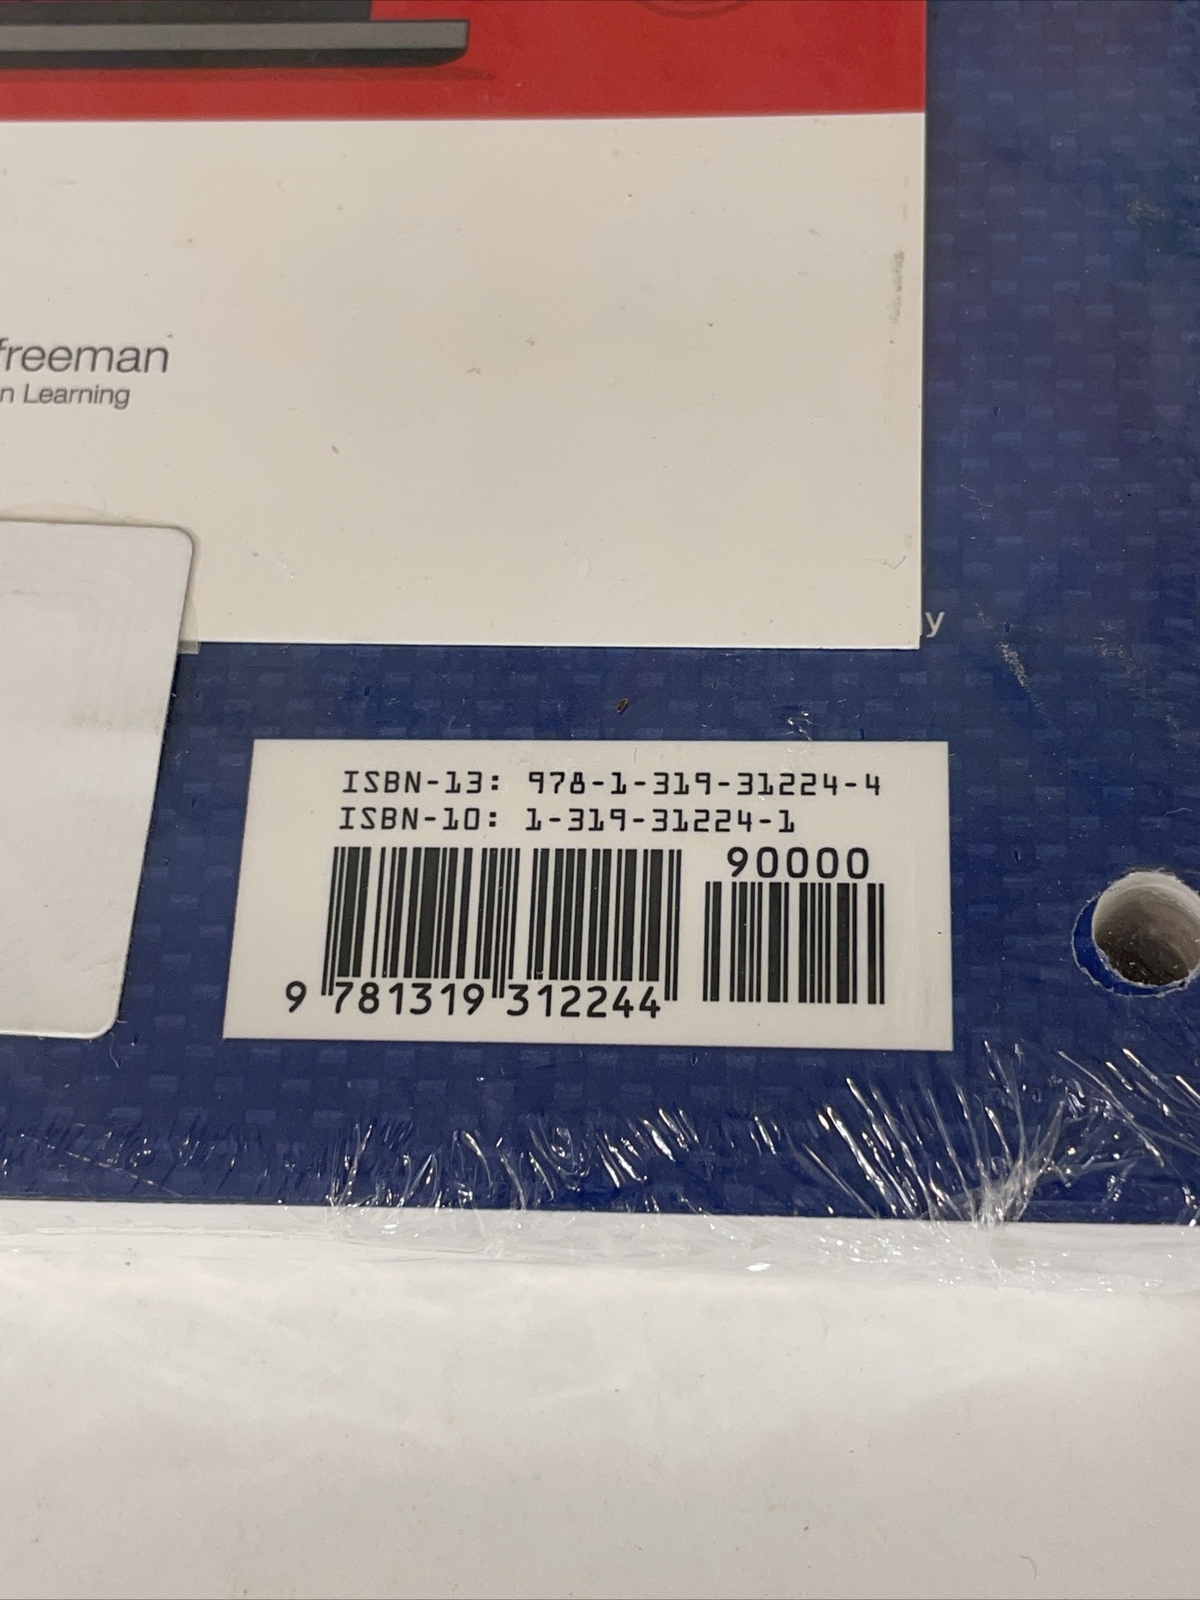 freeman
n Learning
y
ISBN-13: 978-1-319-31224-4
ISBN-10: 1-319-31224-1
90000
9 781319 312244